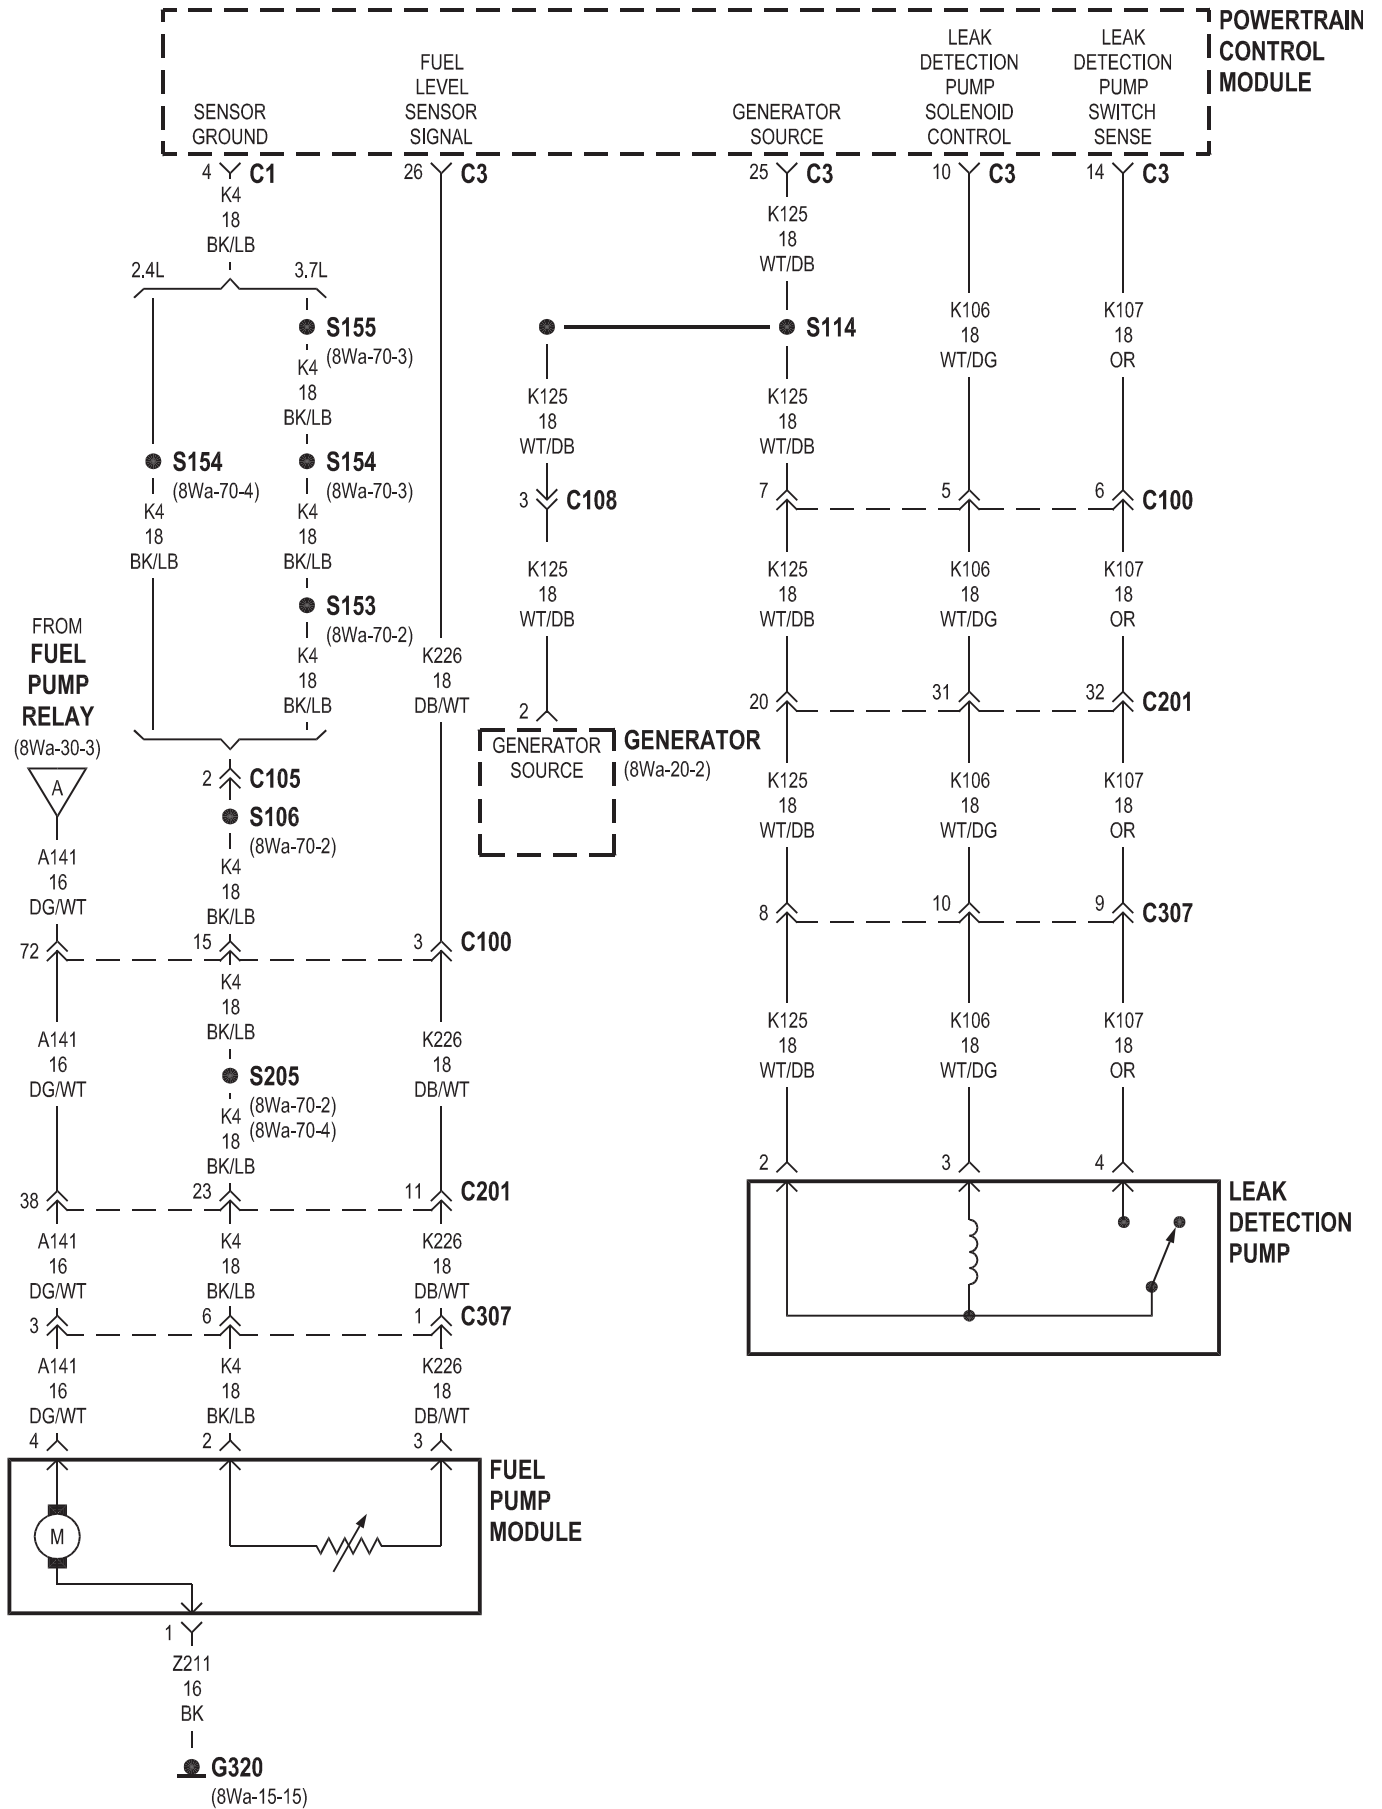 POWERTRAIN
CONTROL
MODULE
SENSOR
GROUND
FUEL
LEVEL
SENSOR
SIGNAL
GENERATOR
SOURCE
LEAK
DETECTION
PUMP
SOLENOID
CONTROL
LEAK
DETECTION
PUMP
SWITCH
SENSE
4 C1
26 C3
25 C3
10 C3
14 C3
K4
18
BK/LB
2.4L
3.7L
S155
(8Wa-70-3)
K4
18
BK/LB
S154
(8Wa-70-4)
S154
(8Wa-70-3)
K4
18
BK/LB
K4
18
BK/LB
S153
(8Wa-70-2)
K4
18
BK/LB
K226
18
DB/WT
FROM
FUEL
PUMP
RELAY
(8Wa-30-3)
A
2 C105
S106
(8Wa-70-2)
A141
16
DG/WT
K4
18
BK/LB
72
15
3 C100
A141
16
DG/WT
K4
18
BK/LB
K226
18
DB/WT
S205
(8Wa-70-2)
(8Wa-70-4)
K4
18
BK/LB
38
23
11 C201
A141
16
DG/WT
K4
18
BK/LB
K226
18
DB/WT
3
6
1 C307
A141
16
DG/WT
K4
18
BK/LB
K226
18
DB/WT
4
2
3
FUEL
PUMP
MODULE
M
1
Z211
16
BK
G320
(8Wa-15-15)
K125
18
WT/DB
S114
K125
18
WT/DB
K125
18
WT/DB
3 C108
K125
18
WT/DB
2
GENERATOR
SOURCE
GENERATOR
(8Wa-20-2)
K106
18
WT/DG
K107
18
OR
7
5
6 C100
K125
18
WT/DB
K106
18
WT/DG
K107
18
OR
20
31
32 C201
K125
18
WT/DB
K106
18
WT/DG
K107
18
OR
8
10
9 C307
K125
18
WT/DB
K106
18
WT/DG
K107
18
OR
2
3
4
LEAK
DETECTION
PUMP